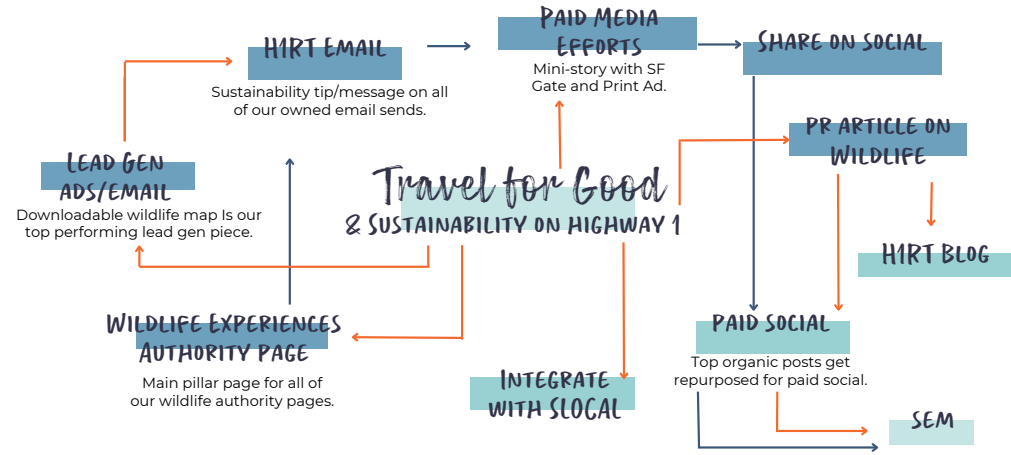 PAID MEDIA
EFFORTS
Mini-story with SF
Gate and Print Ad.
H1RT EMAIL
Sustainability tip/message on all
of our owned email sends.
SHARE ON SOCIAL
PR ARTICLE ON
WILDLIFE
LEAD GEN
ADS/EMAIL
Downloadable wildlife map Is our
top performing lead gen piece.
Travel for Good
& SUSTAINABILITY ON HIGHWAY 1
H1RT BLOG
WILDLIFE EXPERIENCES
AUTHORITY PAGE
Main pillar page for all of
our wildlife authority pages.
PAID SOCIAL
Top organic posts get
repurposed for paid social.
INTEGRATE
WITH SLOCAL
SEM